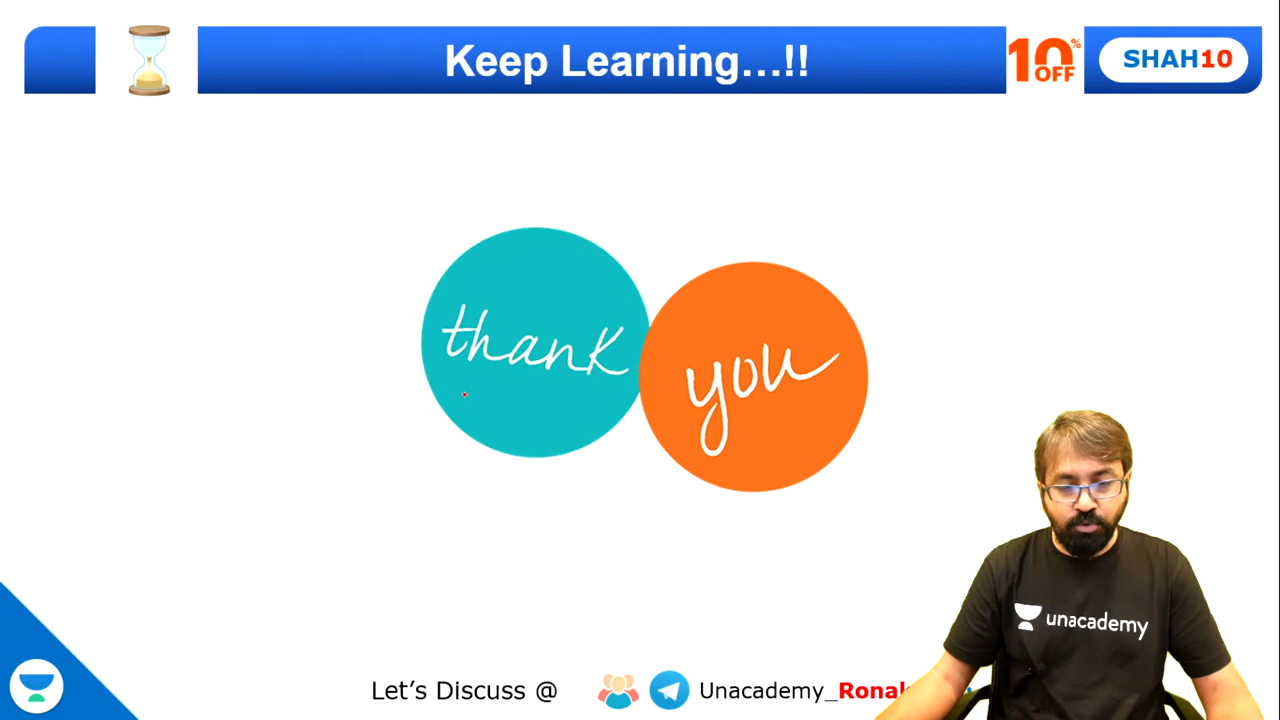 Keep Learning...!!
10% OFF
SHAH10
thank you
unacademy
Let's Discuss @ Unacademy_